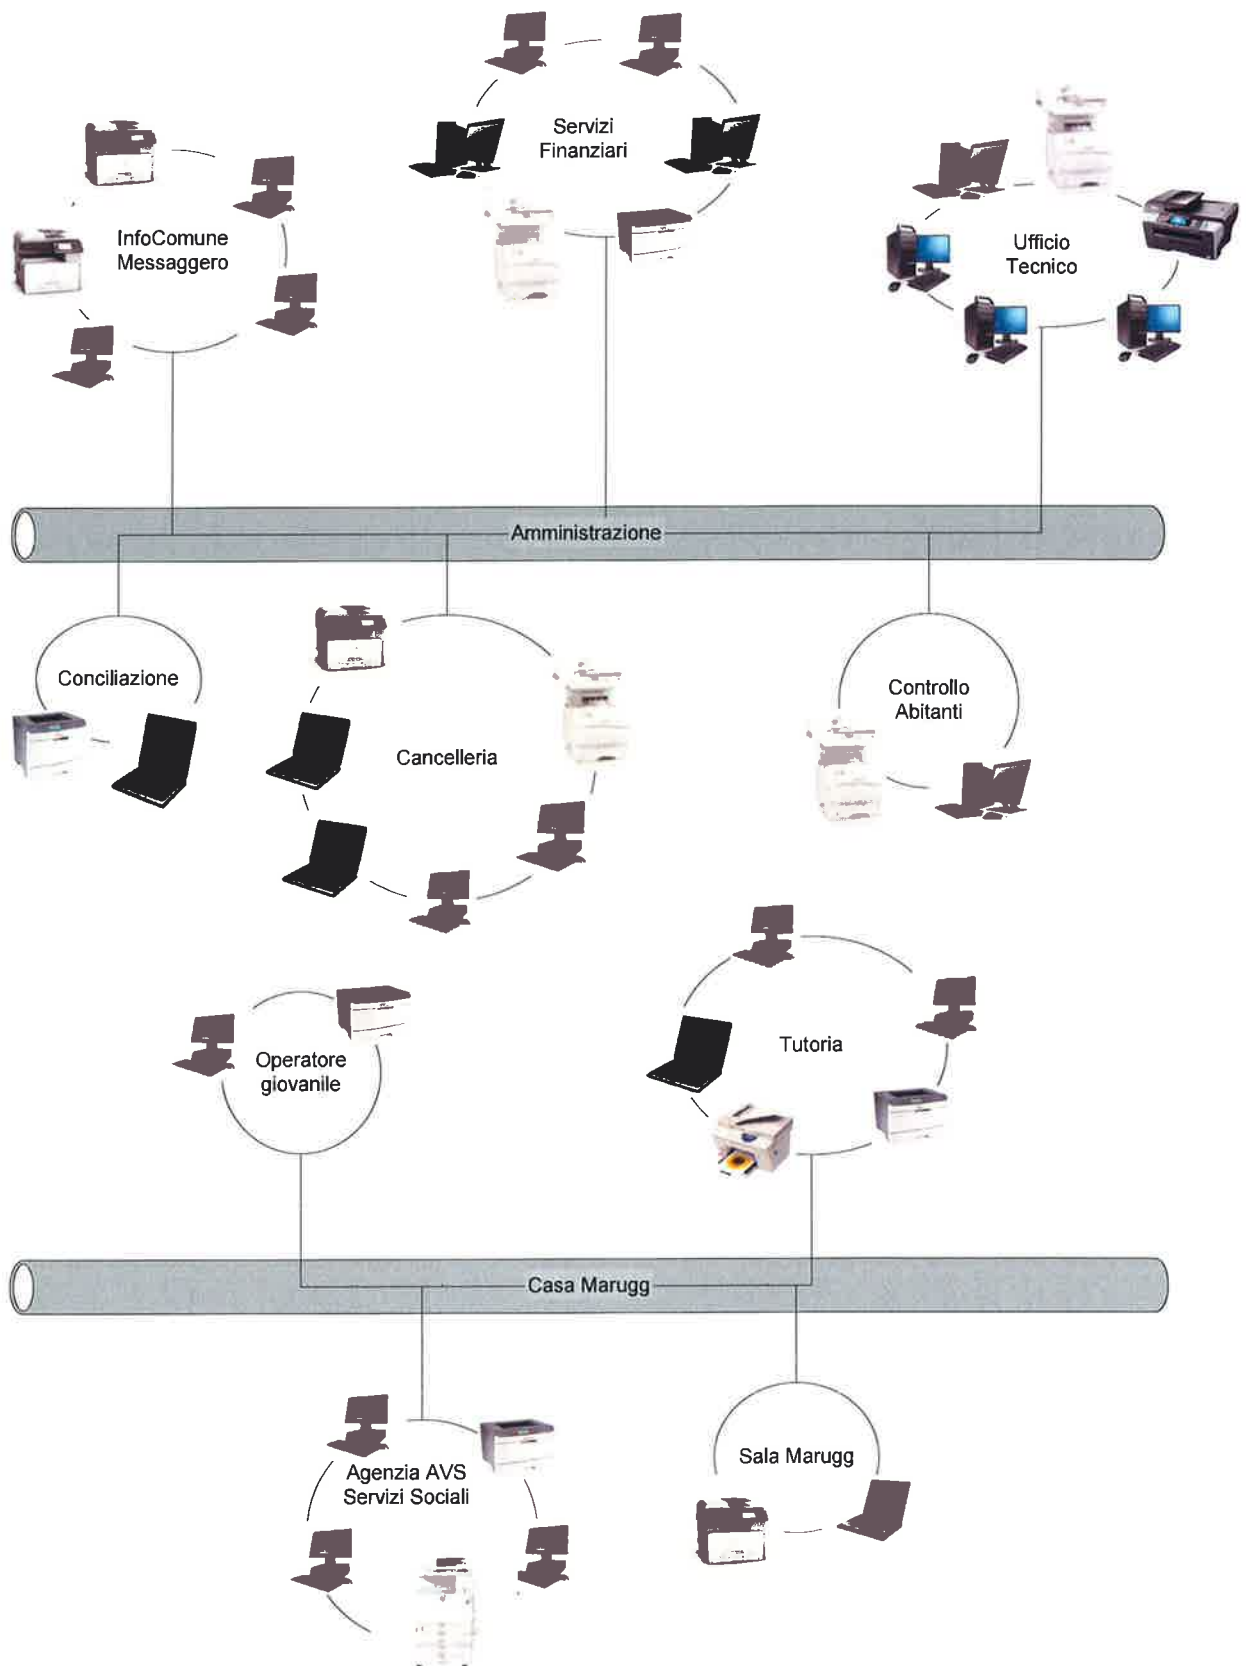 Servizi
Finanziari
InfoComune
Messaggero
Ufficio
Tecnico
Amministrazione
Conciliazione
Cancelleria
Controllo
Abitanti
Operatore
giovanile
Tutoria
Casa Marugg
Agenzia AVS
Servizi Sociali
Sala Marugg